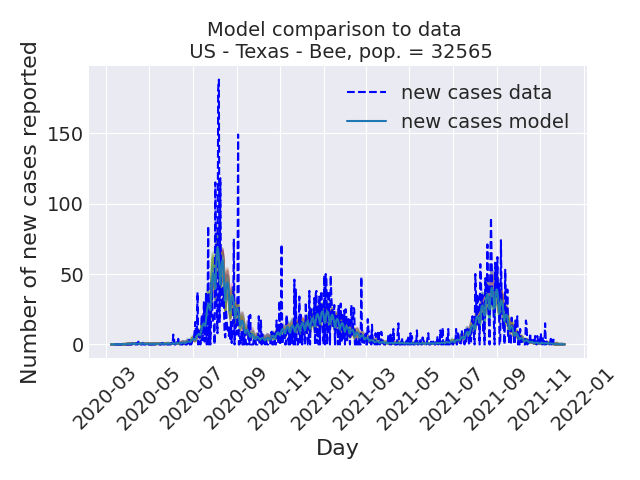 Model comparison to data
US - Texas - Bee, pop. = 32565
Number of new cases reported
150
100
50
0
new cases data
new cases model
2020-03
2020-05
2020-07
2020-09
2020-11
2021-01
2021-03
2021-05
2021-07
2021-09
2021-11
2022-01
Day